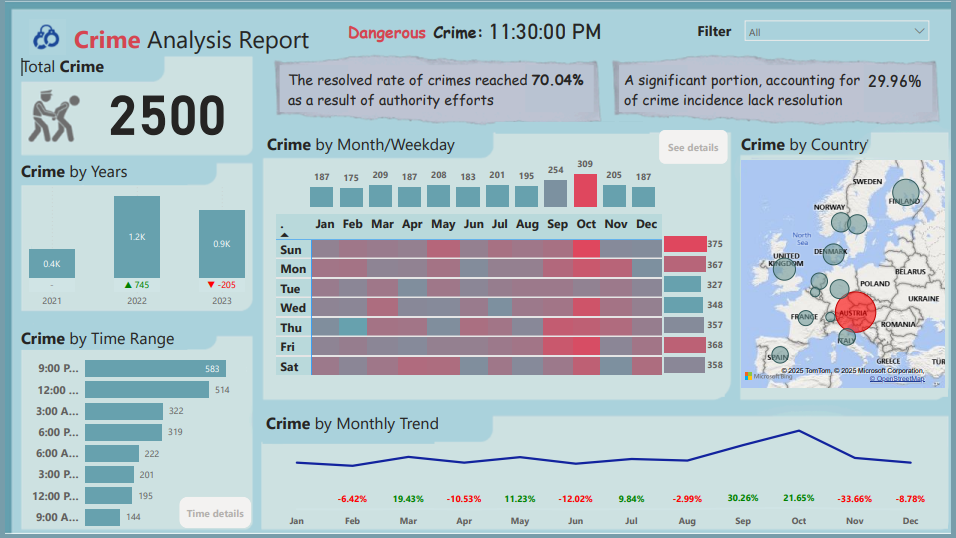 Crime Analysis Report
Dangerous Crime: 11:30:00 PM
Filter
All
Total Crime
2500
The resolved rate of crimes reached 70.04%
as a result of authority efforts
A significant portion, accounting for 29.96%
of crime incidence lack resolution
Crime by Years
0.4K
1.2K
0.9K
-
▲ 745
▼ -205
2021
2022
2023
Crime by Time Range
9:00 P... 583
12:00 ... 514
3:00 A... 322
6:00 P... 319
6:00 A... 222
3:00 P... 201
12:00 P... 195
9:00 A... 144
Time details
Crime by Month/Weekday
See details
187 175 209 187 208 183 201 195 254 309 205 187
. Jan Feb Mar Apr May Jun Jul Aug Sep Oct Nov Dec
Sun 375
Mon 367
Tue 327
Wed 348
Thu 357
Fri 368
Sat 358
Crime by Country
SWEDEN
FINLAND
NORWAY
North
Sea
DENMARK
UNITED
KINGDOM
BELARUS
POLAND
UKRAINE
FRANCE
AUSTRIA
ROMANIA
ITALY
SPAIN
GREECE
TÜR
Microsoft Bing
© 2025 TomTom, © 2025 Microsoft Corporation,
© OpenStreetMap
Crime by Monthly Trend
-6.42% 19.43% -10.53% 11.23% -12.02% 9.84% -2.99% 30.26% 21.65% -33.66% -8.78%
Jan Feb Mar Apr May Jun Jul Aug Sep Oct Nov Dec